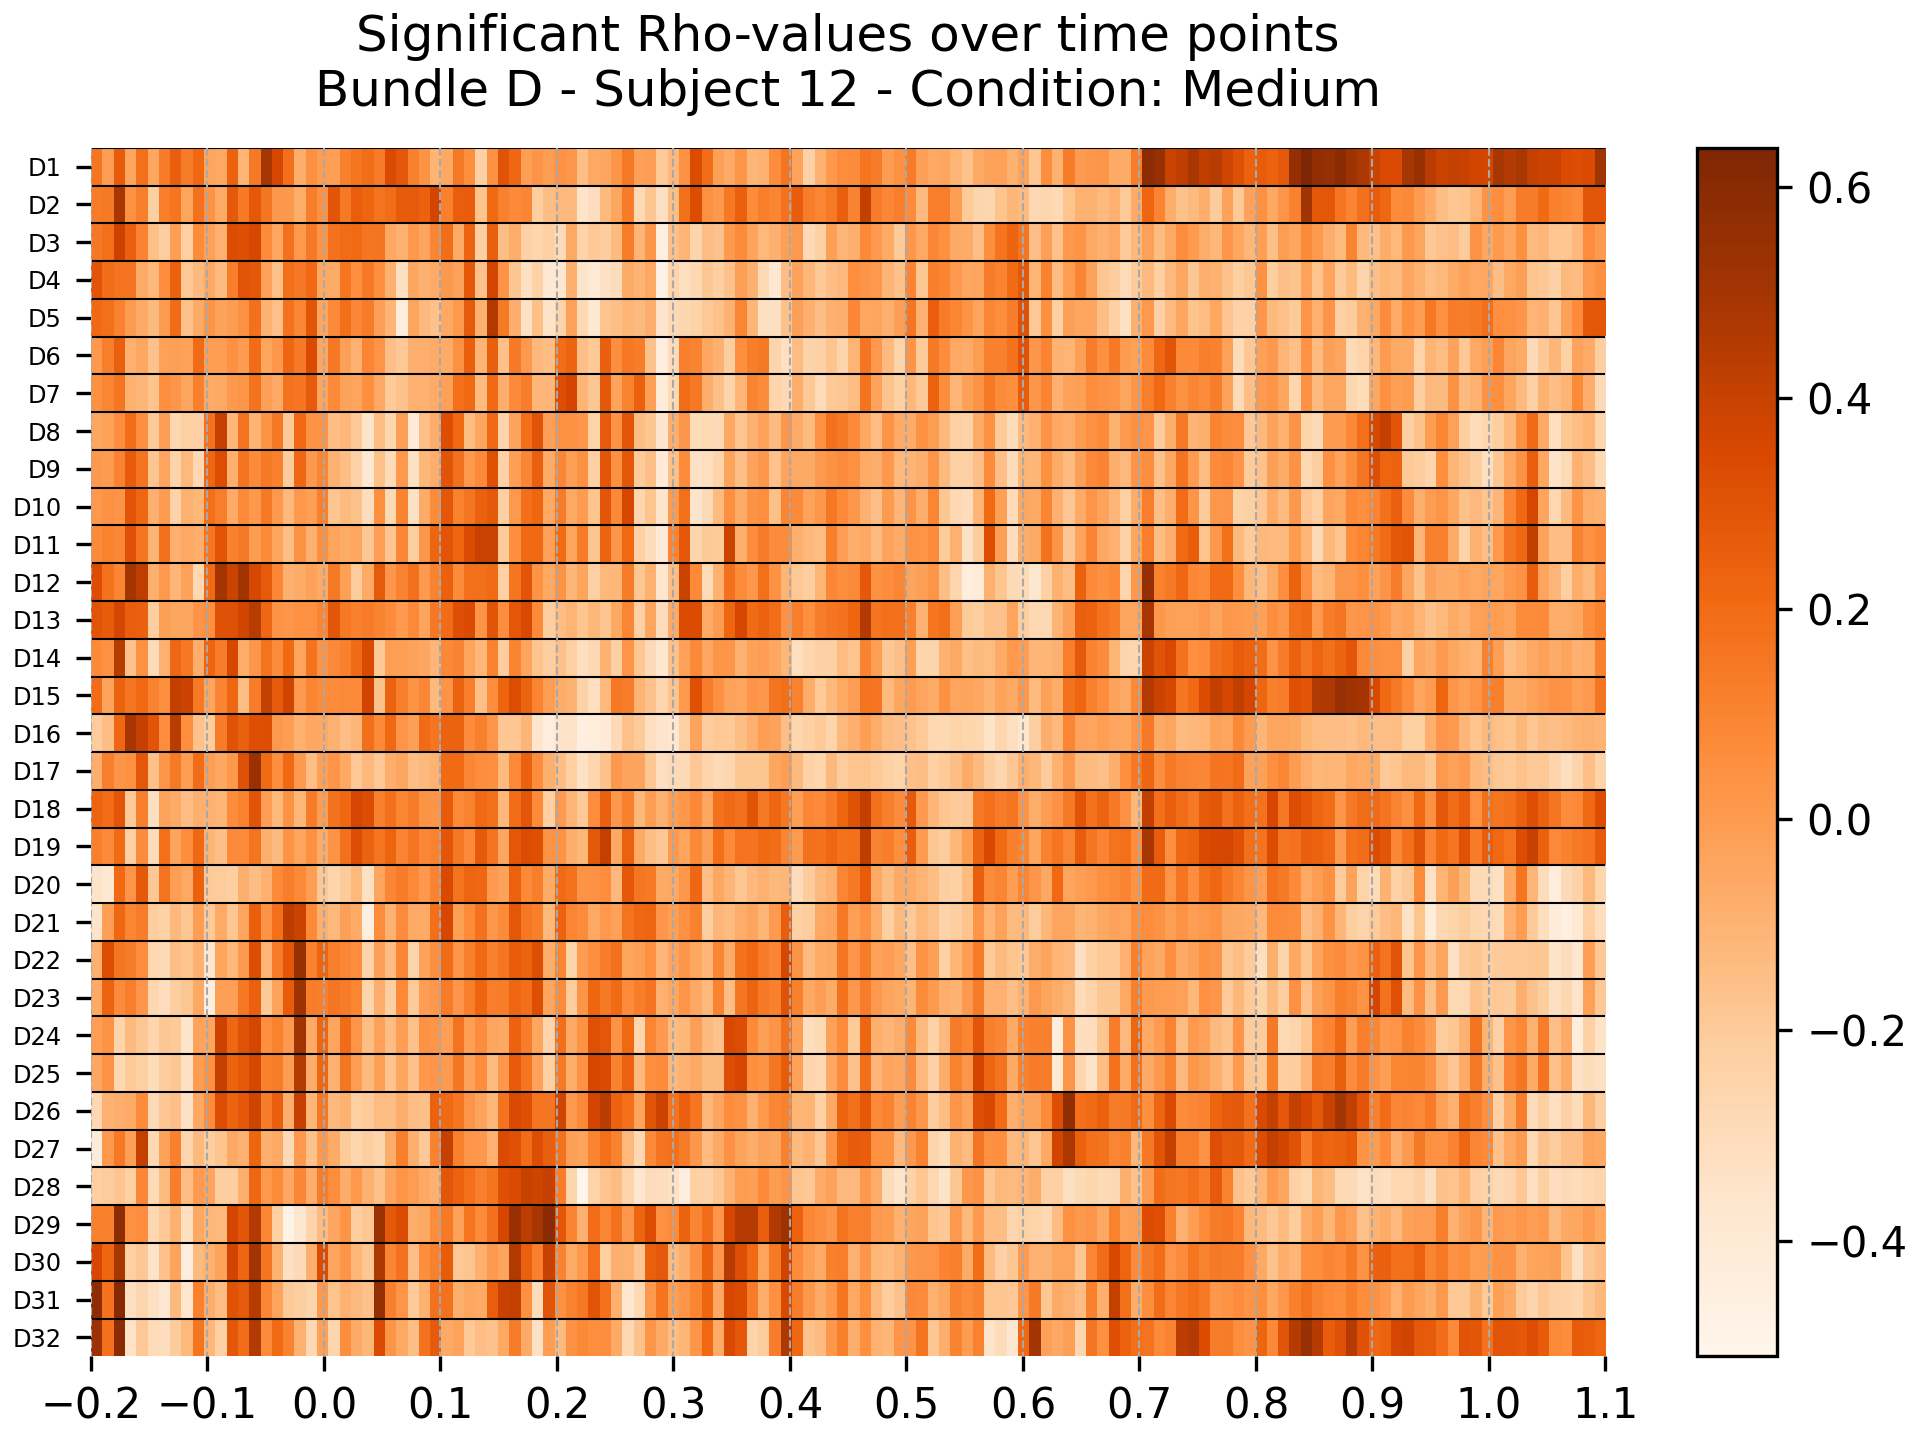 Significant Rho-values over time points
Bundle D - Subject 12 - Condition: Medium
D1
D2
D3
D4
D5
D6
D7
D8
D9
D10
D11
D12
D13
D14
D15
D16
D17
D18
D19
D20
D21
D22
D23
D24
D25
D26
D27
D28
D29
D30
D31
D32
−0.2 −0.1 0.0 0.1 0.2 0.3 0.4 0.5 0.6 0.7 0.8 0.9 1.0 1.1
0.6
0.4
0.2
0.0
−0.2
−0.4